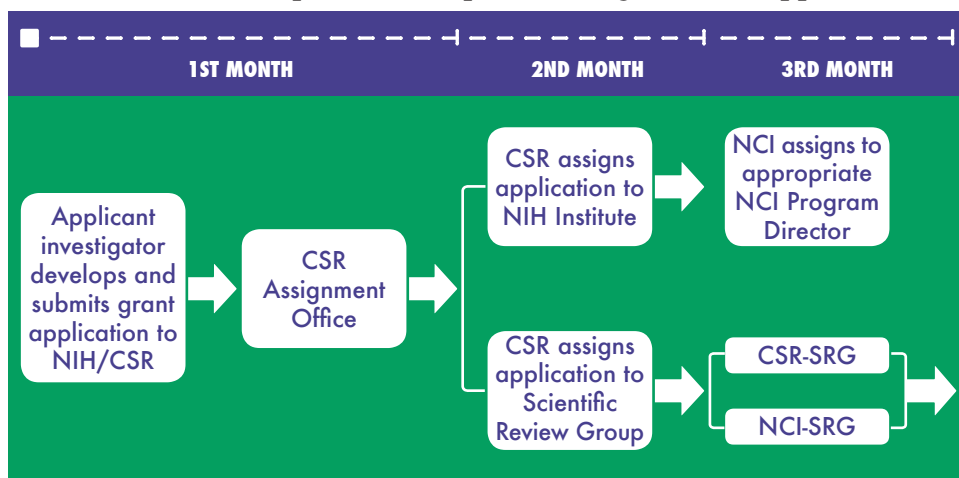 1ST MONTH
2ND MONTH
3RD MONTH
Applicant
investigator
develops and
submits grant
application to
NIH/CSR
CSR
Assignment
Office
CSR assigns
application to
NIH Institute
NCI assigns to
appropriate
NCI Program
Director
CSR assigns
application to
Scientific
Review Group
CSR-SRG
NCI-SRG